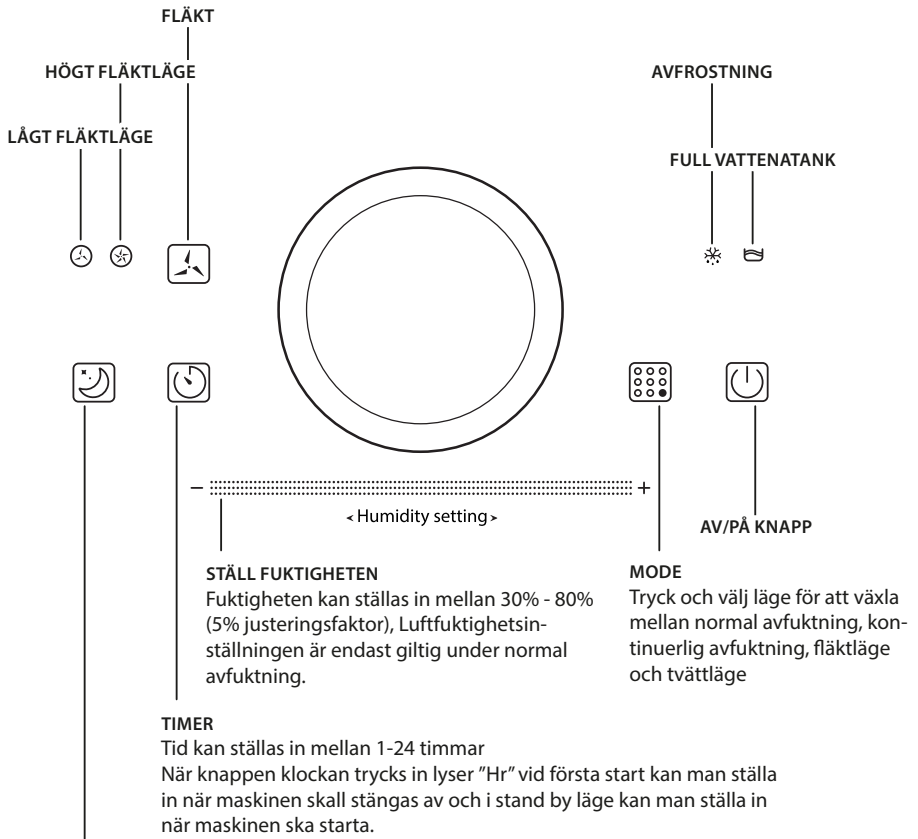 FLÄKT
HÖGT FLÄKTLÄGE
LÅGT FLÄKTLÄGE
AVFROSTNING
FULL VATTENATANK
− +
< Humidity setting >
AV/PÅ KNAPP
STÄLL FUKTIGHETEN
Fuktigheten kan ställas in mellan 30% - 80%
(5% justeringsfaktor), Luftfuktighetsin-
ställningen är endast giltig under normal
avfuktning.
MODE
Tryck och välj läge för att växla
mellan normal avfuktning, kon-
tinuerlig avfuktning, fläktläge
och tvättläge
TIMER
Tid kan ställas in mellan 1-24 timmar
När knappen klockan trycks in lyser ”Hr” vid första start kan man ställa
in när maskinen skall stängas av och i stand by läge kan man ställa in
när maskinen ska starta.